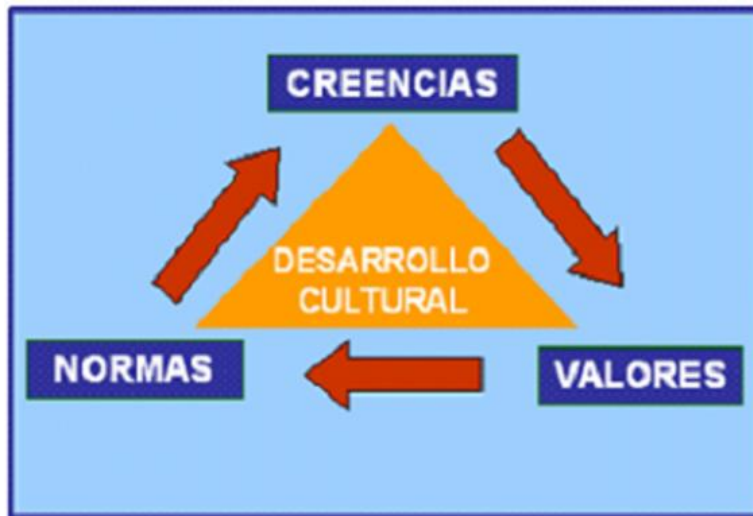 CREENCIAS
DESARROLLO
CULTURAL
NORMAS
VALORES